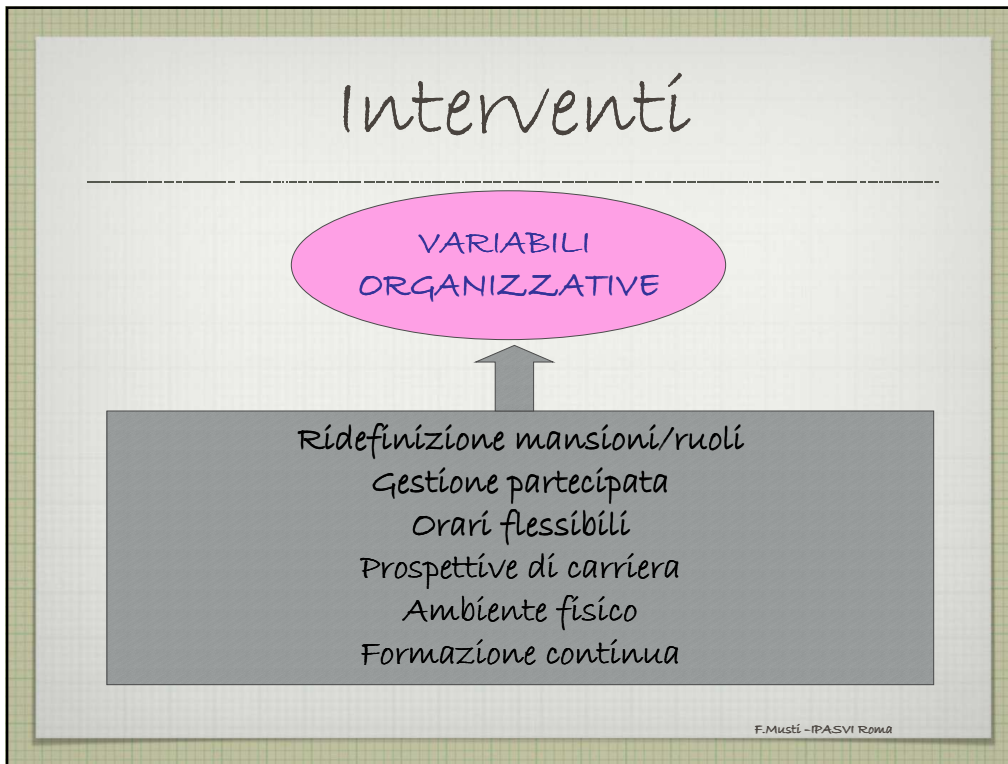 Interventi
VARIABILI
ORGANIZZATIVE
Ridefinizione mansioni/ruoli
Gestione partecipata
Orari flessibili
Prospettive di carriera
Ambiente fisico
Formazione continua
F.Musti -IPASVI Roma